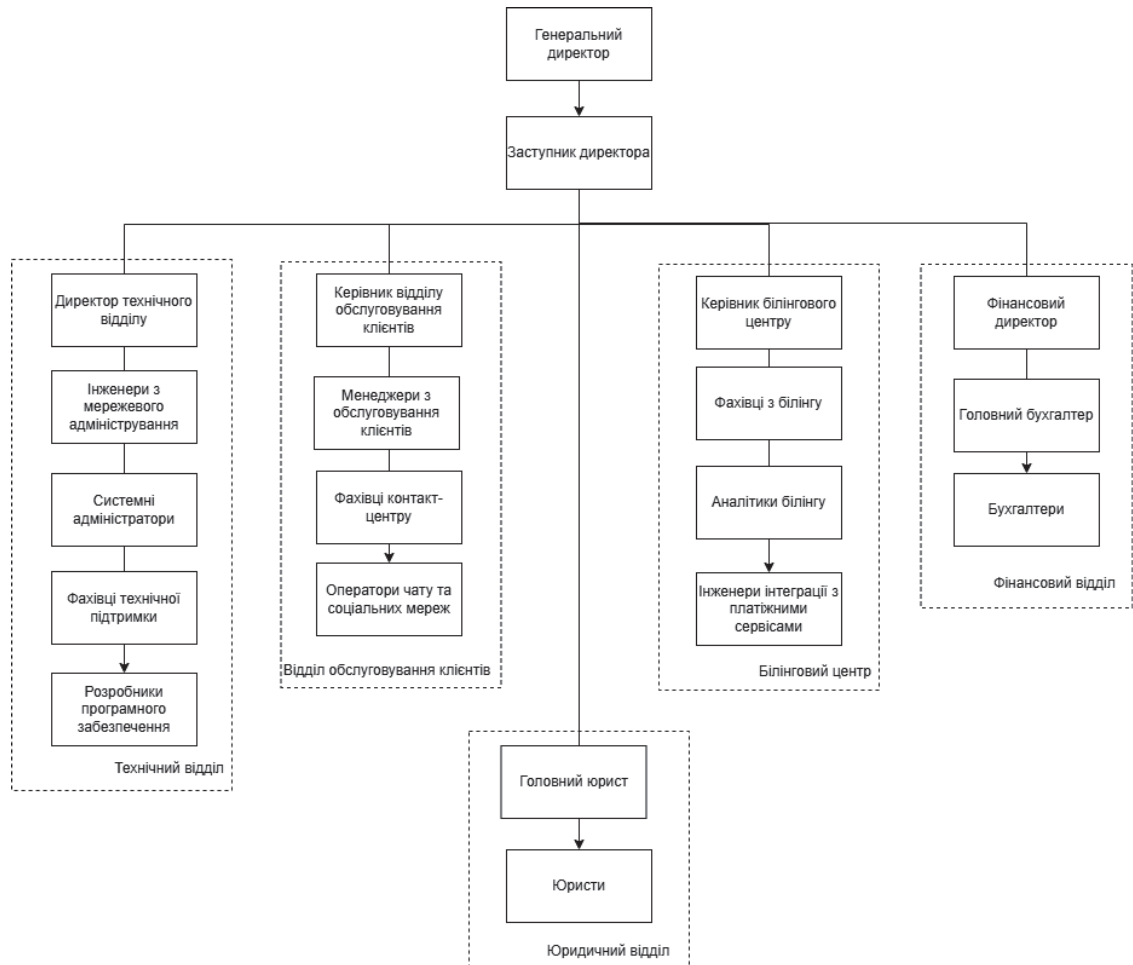 Генеральний
директор
Заступник директора
Директор технічного
відділу
Інженери з
мережевого
адміністрування
Системні
адміністратори
Фахівці технічної
підтримки
Розробники
програмного
забезпечення
Технічний відділ
Керівник відділу
обслуговування
клієнтів
Менеджери з
обслуговування
клієнтів
Фахівці контакт-
центру
Оператори чату та
соціальних мереж
Відділ обслуговування клієнтів
Керівник білінгового
центру
Фахівці з білінгу
Аналітики білінгу
Інженери інтеграції з
платіжними
сервісами
Білінговий центр
Фінансовий
директор
Головний бухгалтер
Бухгалтери
Фінансовий відділ
Головний юрист
Юристи
Юридичний відділ